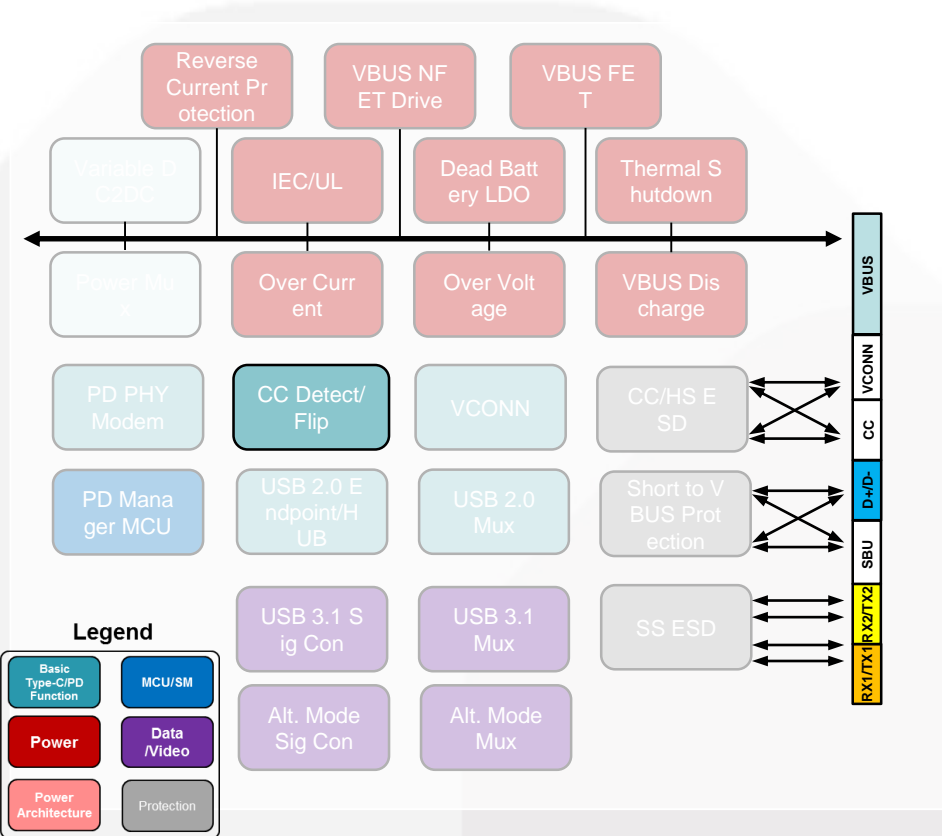 Reverse
Current Pr
otection
VBUS NF
ET Drive
VBUS FE
T
Variable D
C2DC
IEC/UL
Dead Batt
ery LDO
Thermal S
hutdown
Power Mu
x
Over Curr
ent
Over Volt
age
VBUS Dis
charge
VBUS
PD PHY
Modem
CC Detect/
Flip
VCONN
CC/HS E
SD
VCONN
CC
PD Mana
ger MCU
USB 2.0 E
ndpoint/H
UB
USB 2.0
Mux
Short to V
BUS Prot
ection
D+/D-
SBU
USB 3.1 S
ig Con
USB 3.1
Mux
SS ESD
RX2/TX2
RX1/TX1
Alt. Mode
Sig Con
Alt. Mode
Mux
Legend
Basic
Type-C/PD
Function
MCU/SM
Power
Data
/Video
Power
Architecture
Protection